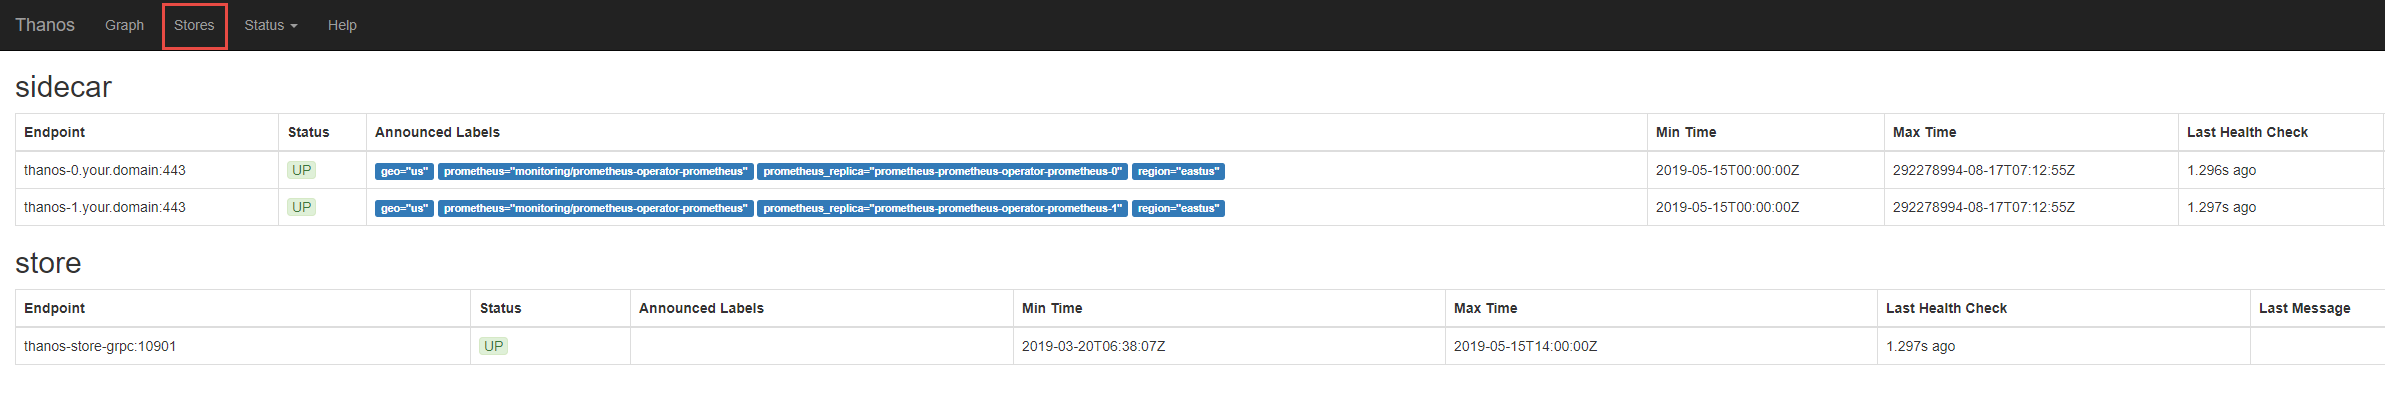 Thanos Graph Stores Status Help
sidecar
Endpoint Status Announced Labels Min Time Max Time Last Health Check
thanos-0.your.domain:443 UP geo="us" prometheus="monitoring/prometheus-operator-prometheus" prometheus_replica="prometheus-prometheus-operator-prometheus-0" region="eastus" 2019-05-15T00:00:00Z 292278994-08-17T07:12:55Z 1.296s ago
thanos-1.your.domain:443 UP geo="us" prometheus="monitoring/prometheus-operator-prometheus" prometheus_replica="prometheus-prometheus-operator-prometheus-1" region="eastus" 2019-05-15T00:00:00Z 292278994-08-17T07:12:55Z 1.297s ago
store
Endpoint Status Announced Labels Min Time Max Time Last Health Check Last Message
thanos-store-grpc:10901 UP 2019-03-20T06:38:07Z 2019-05-15T14:00:00Z 1.297s ago